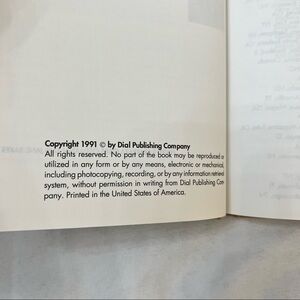 Copyright 1991 © by Dial Publishing Company
All rights reserved. No part of the book may be reproduced or
utilized in any form or by any means, electronic or mechanical,
including photocopying, recording, or by any information retrieval
system, without permission in writing from Dial Publishing Com-
pany. Printed in the United States of America.